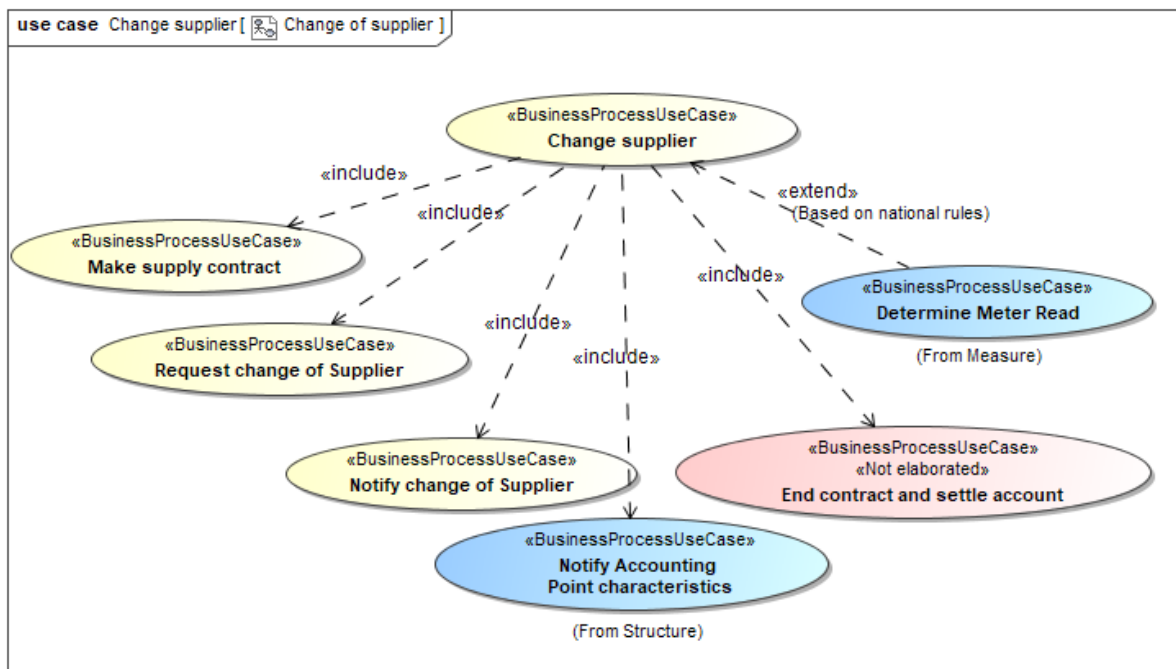 use case Change supplier [ Change of supplier ]
«BusinessProcessUseCase»
Change supplier
«include»
«include»
«extend»
(Based on national rules)
«BusinessProcessUseCase»
Make supply contract
«include»
«BusinessProcessUseCase»
Determine Meter Read
(From Measure)
«include»
«include»
«BusinessProcessUseCase»
Request change of Supplier
«BusinessProcessUseCase»
«Not elaborated»
End contract and settle account
«BusinessProcessUseCase»
Notify change of Supplier
«BusinessProcessUseCase»
Notify Accounting
Point characteristics
(From Structure)